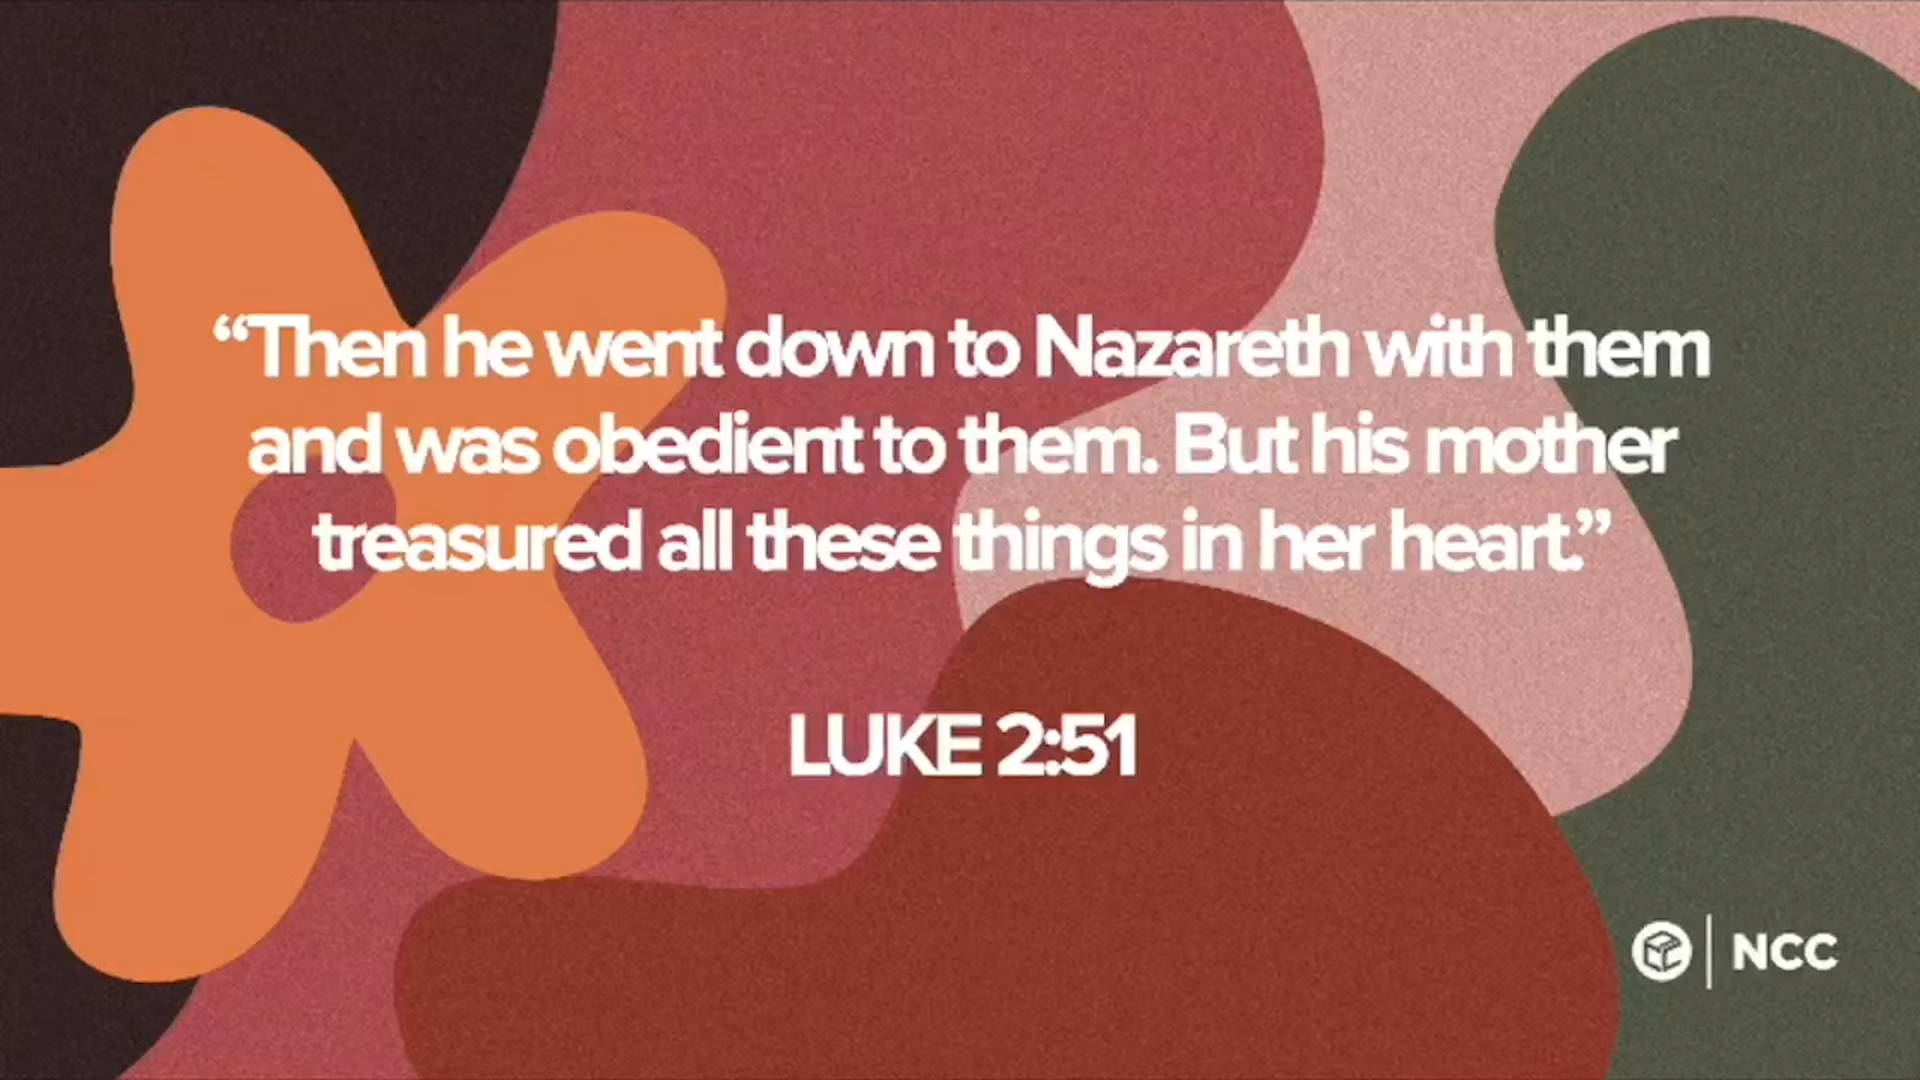 “Then he went down to Nazareth with them
and was obedient to them. But his mother
treasured all these things in her heart.”
LUKE 2:51
NCC